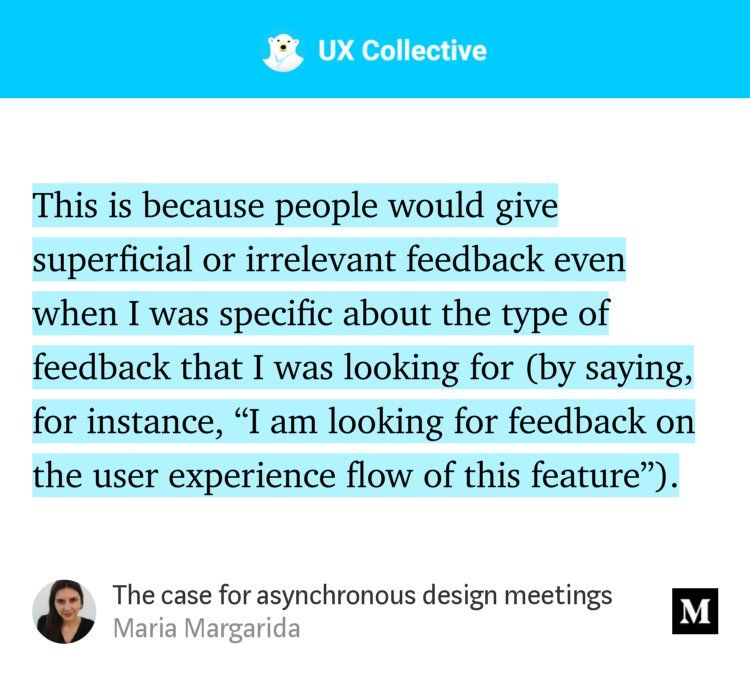 UX Collective
This is because people would give
superficial or irrelevant feedback even
when I was specific about the type of
feedback that I was looking for (by saying,
for instance, “I am looking for feedback on
the user experience flow of this feature”).
The case for asynchronous design meetings
Maria Margarida
M